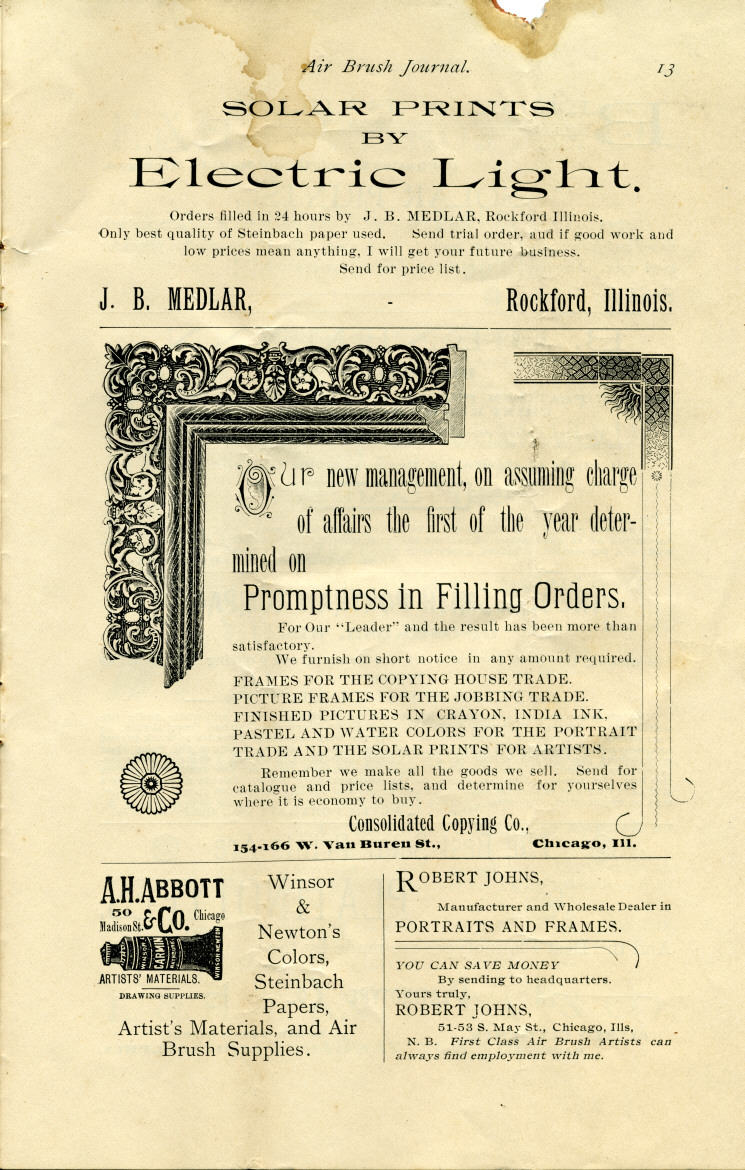 Air Brush Journal. 13
SOLAR PRINTS
BY
Electric Light.
Orders filled in 24 hours by J. B. MEDLAR, Rockford Illinois.
Only best quality of Steinbach paper used. Send trial order, aud if good work and
low prices mean anything, I will get your future business.
Send for price list.
J. B. MEDLAR, - Rockford, Illinois.
Our new management, on assuming charge
of affairs the first of the year deter-
mined on
Promptness in Filling Orders.
For Our "Leader" and the result has been more than
satisfactory.
We furnish on short notice in any amount required.
FRAMES FOR THE COPYING HOUSE TRADE.
PICTURE FRAMES FOR THE JOBBING TRADE.
FINISHED PICTURES IN CRAYON, INDIA INK,
PASTEL AND WATER COLORS FOR THE PORTRAIT
TRADE AND THE SOLAR PRINTS FOR ARTISTS.
Remember we make all the goods we sell. Send for
catalogue and price lists, and determine for yourselves
where it is economy to buy.
Consolidated Copying Co.,
154-166 W. Van Buren St., Chicago, Ill.
A.H. ABBOTT
50 Madison St. & Co. Chicago
WINSOR
CARMIN
WINSOR NEWTON
ARTISTS' MATERIALS.
DRAWING SUPPLIES.
Winsor
&
Newton's
Colors,
Steinbach
Papers,
Artist's Materials, and Air
Brush Supplies.
ROBERT JOHNS,
Manufacturer and Wholesale Dealer in
PORTRAITS AND FRAMES.
YOU CAN SAVE MONEY
By sending to headquarters.
Yours truly,
ROBERT JOHNS,
51-53 S. May St., Chicago, Ills,
N. B. First Class Air Brush Artists can
always find employment with me.